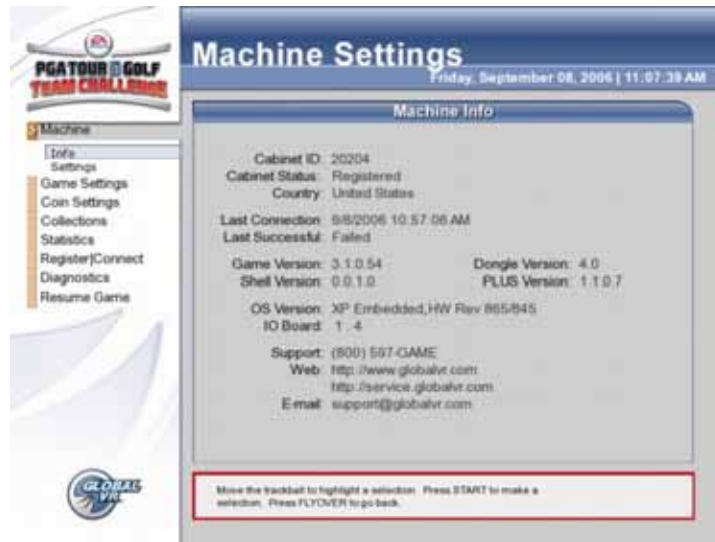 EA
PGA TOUR GOLF
TEAM CHALLENGE
Machine Settings
Friday, September 08, 2006 | 11:07:39 AM
Machine
Info
Settings
Game Settings
Coin Settings
Collections
Statistics
Register|Connect
Diagnostics
Resume Game
Machine Info
Cabinet ID: 20204
Cabinet Status: Registered
Country: United States
Last Connection: 9/8/2006 10:57:06 AM
Last Successful: Failed
Game Version: 3.1.0.54 Dongle Version: 4.0
Shell Version: 0.0.1.0 PLUS Version: 1.1.0.7
OS Version: XP Embedded,HW Rev 865/845
IO Board: 1 . 4
Support: (800) 597-GAME
Web: http://www.globalvr.com
http://service.globalvr.com
E-mail: support@globalvr.com
GLOBAL
VR
Move the trackball to highlight a selection. Press START to make a
selection. Press FLYOVER to go back.